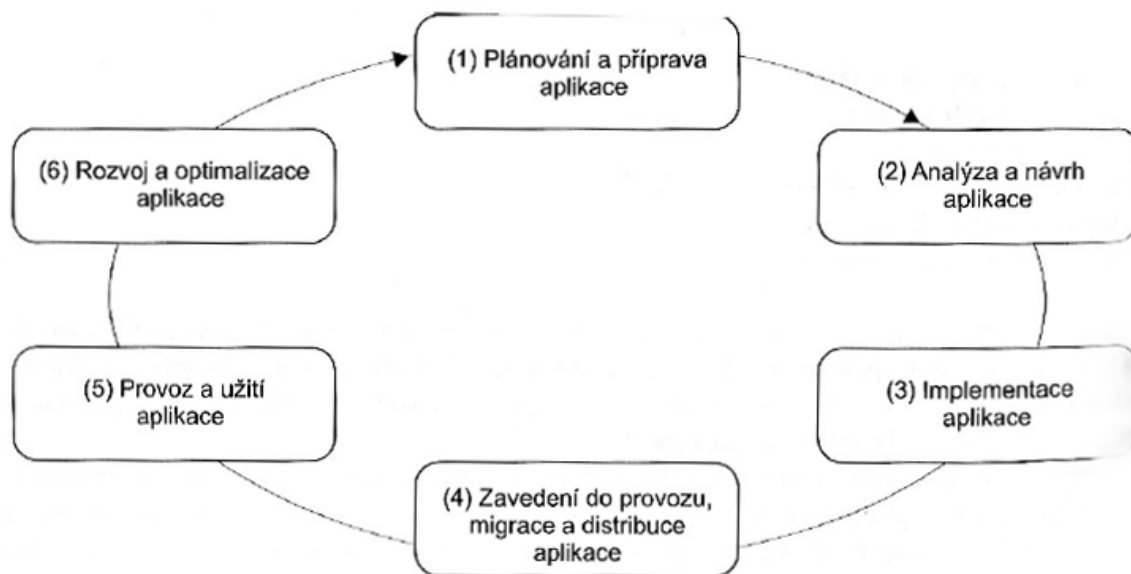 (1) Plánování a příprava
aplikace
(2) Analýza a návrh
aplikace
(3) Implementace
aplikace
(4) Zavedení do provozu,
migrace a distribuce
aplikace
(5) Provoz a užití
aplikace
(6) Rozvoj a optimalizace
aplikace